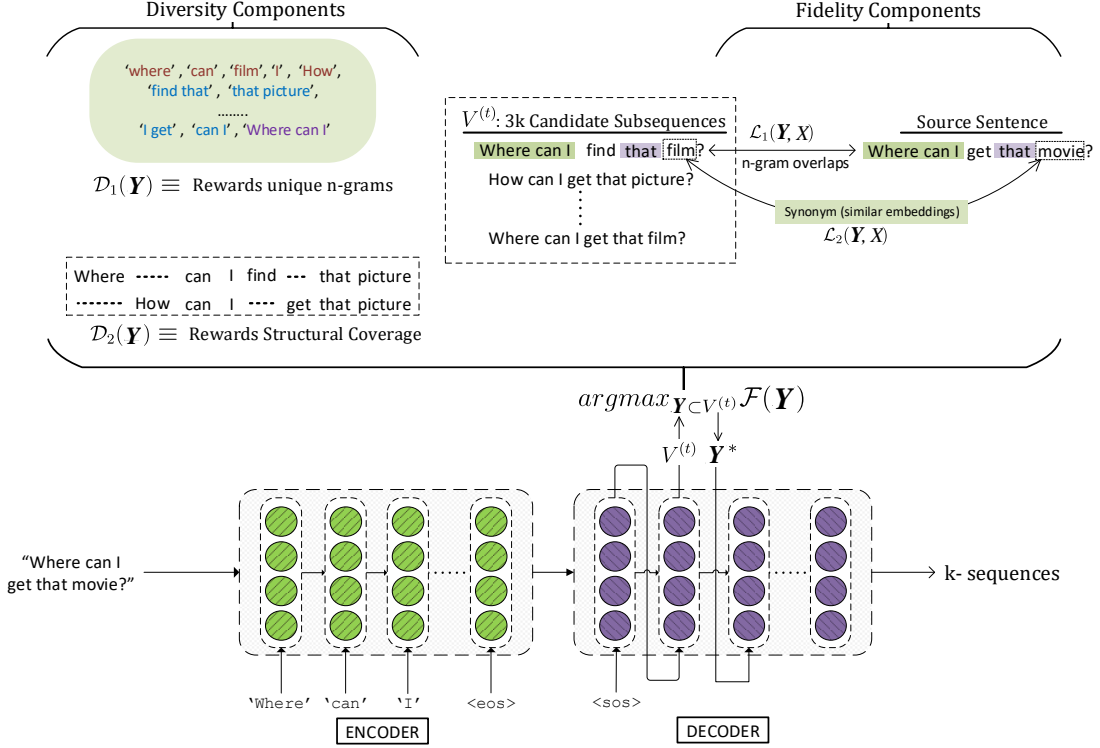 Diversity Components
Fidelity Components
‘where’ , ‘can’ , ‘film’, ‘I’ , ‘How’,
‘find that’ , ‘that picture’,
........
‘I get’ , ‘can I’ , ‘Where can I’
𝒟₁(Y) ≡ Rewards unique n-grams
Where ----- can I find --- that picture
------- How can I ---- get that picture
𝒟₂(Y) ≡ Rewards Structural Coverage
V⁽ᵗ⁾: 3k Candidate Subsequences
Where can I find that film?
How can I get that picture?
Where can I get that film?
ℒ₁(Y, X)
n-gram overlaps
Source Sentence
Where can I get that movie?
Synonym (similar embeddings)
ℒ₂(Y, X)
argmax Y⊂V⁽ᵗ⁾ ℱ(Y)
V⁽ᵗ⁾ Y*
“Where can I
get that movie?”
k- sequences
‘Where’ ‘can’ ‘I’ <eos> <sos>
ENCODER DECODER